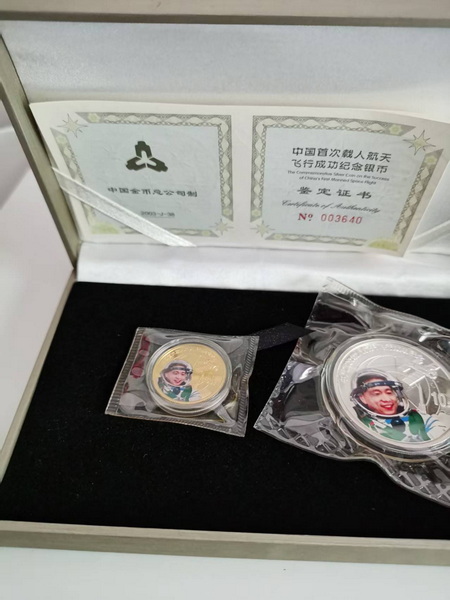 中国金币总公司制
中国首次载人航天
飞行成功纪念银币
The Commemorative Silver Coin on the Success
of China's First Manned Space Flight
鉴定证书
Certificate of Authenticity
Nº 003640
10